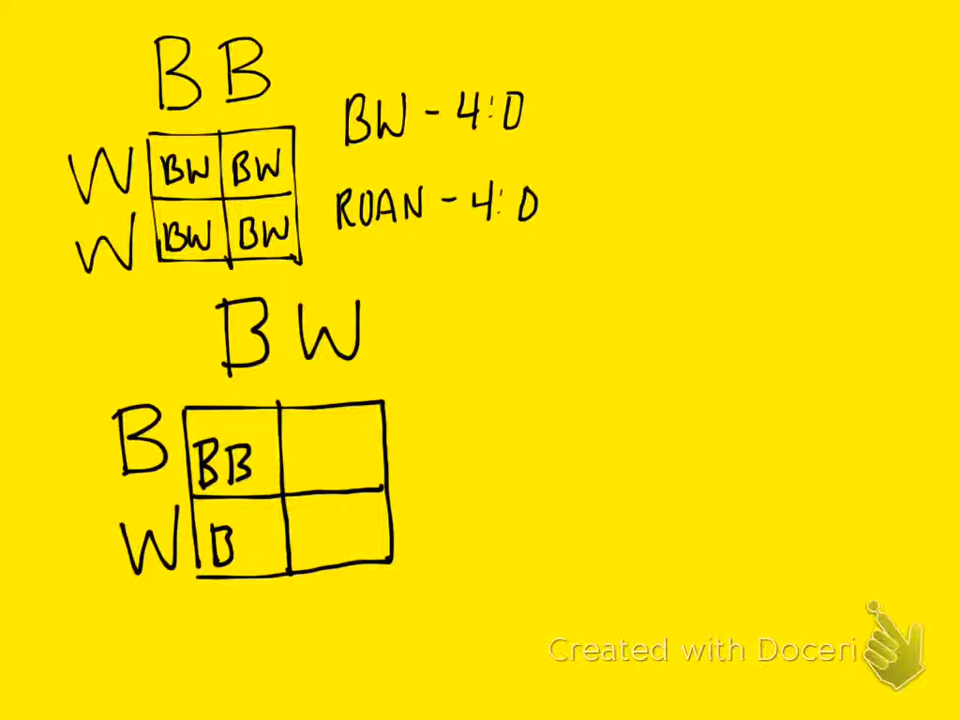 B B
W BW BW
W BW BW
BW - 4:0
ROAN - 4:0
B W
B BB
W B
Created with Doceri